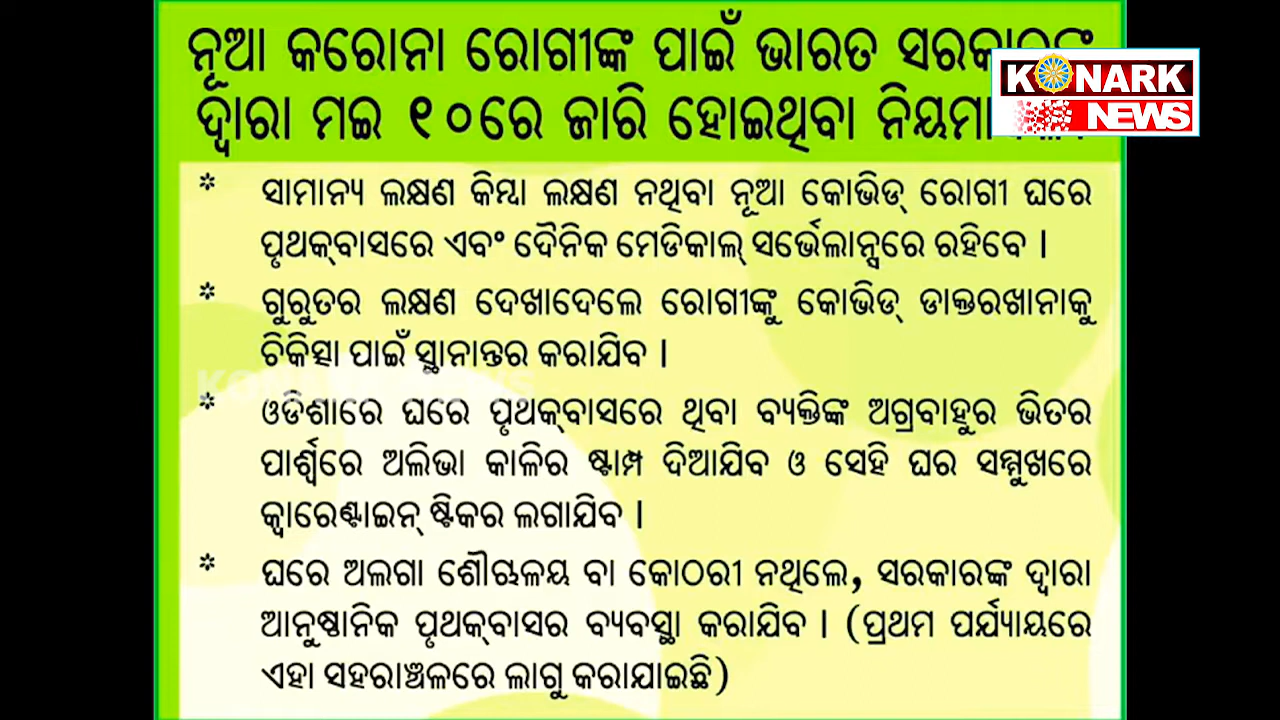 ନୂଆ କରୋନା ରୋଗୀଙ୍କ ପାଇଁ ଭାରତ ସରକାରଙ୍କ
ଦ୍ୱାରା ମଇ ୧୦ରେ ଜାରି ହୋଇଥିବା
KONARK
NEWS
* ସାମାନ୍ୟ ଲକ୍ଷଣ କିମ୍ବା ଲକ୍ଷଣ ନଥିବା ନୂଆ କୋଭିଡ୍ ରୋଗୀ ଘରେ
ପୃଥକ୍‌ବାସରେ ଏବଂ ଦୈନିକ ମେଡିକାଲ୍ ସର୍ଭେଲାନ୍ସରେ ରହିବେ ।
* ଗୁରୁତର ଲକ୍ଷଣ ଦେଖାଦେଲେ ରୋଗୀଙ୍କୁ କୋଭିଡ୍ ଡାକ୍ତରଖାନାକୁ
ଚିକିତ୍ସା ପାଇଁ ସ୍ଥାନାନ୍ତର କରାଯିବ ।
* ଓଡିଶାରେ ଘରେ ପୃଥକ୍‌ବାସରେ ଥିବା ବ୍ୟକ୍ତିଙ୍କ ଅଗ୍ରବାହୁର ଭିତର
ପାର୍ଶ୍ୱରେ ଅଲିଭା କାଳିର ଷ୍ଟାମ୍ପ ଦିଆଯିବ ଓ ସେହି ଘର ସମ୍ମୁଖରେ
କ୍ୱାରେଣ୍ଟାଇନ୍ ଷ୍ଟିକର ଲଗାଯିବ ।
* ଘରେ ଅଲଗା ଶୌଚ୍ଚାଳୟ ବା କୋଠରୀ ନଥିଲେ, ସରକାରଙ୍କ ଦ୍ୱାରା
ଆନୁଷ୍ଠାନିକ ପୃଥକ୍‌ବାସର ବ୍ୟବସ୍ଥା କରାଯିବ । (ପ୍ରଥମ ପର୍ଯ୍ୟାୟରେ
ଏହା ସହରାଞ୍ଚଳରେ ଲାଗୁ କରାଯାଇଛି)